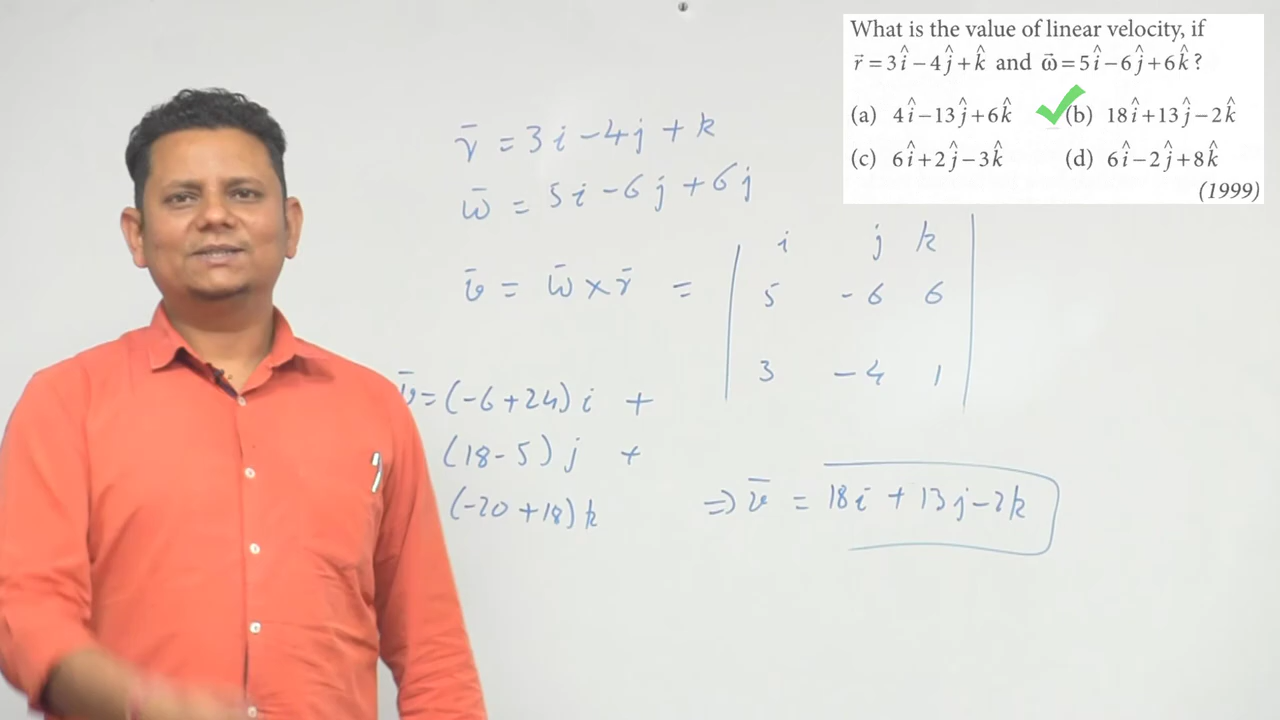 What is the value of linear velocity, if
r⃗ = 3î − 4ĵ + k̂ and ω⃗ = 5î − 6ĵ + 6k̂ ?
(a) 4î − 13ĵ + 6k̂ (b) 18î + 13ĵ − 2k̂
(c) 6î + 2ĵ − 3k̂ (d) 6î − 2ĵ + 8k̂
(1999)
r̄ = 3i − 4j + k
w̄ = 5i − 6j + 6j
v̄ = w̄ × r̄ = | i j k |
5 −6 6
3 −4 1
v̄ = (−6 + 24) i +
(18 − 5) j +
(−20 + 18) k
⇒ v̄ = 18i + 13j − 2k